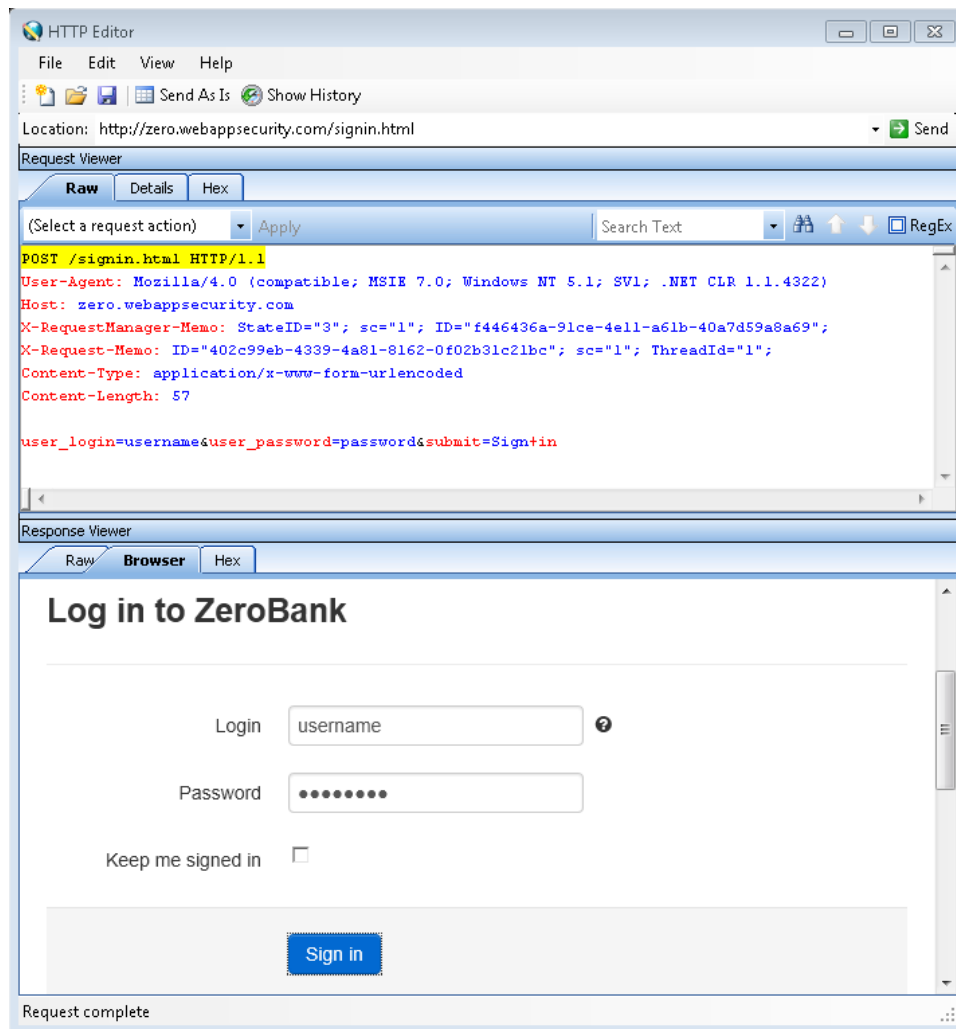 HTTP Editor
File Edit View Help
Send As Is Show History
Location: http://zero.webappsecurity.com/signin.html Send
Request Viewer
Raw Details Hex
(Select a request action) Apply Search Text RegEx
POST /signin.html HTTP/1.1
User-Agent: Mozilla/4.0 (compatible; MSIE 7.0; Windows NT 5.1; SV1; .NET CLR 1.1.4322)
Host: zero.webappsecurity.com
X-RequestManager-Memo: StateID="3"; sc="1"; ID="f446436a-91ce-4e11-a61b-40a7d59a8a69";
X-Request-Memo: ID="402c99eb-4339-4a81-8162-0f02b31c21bc"; sc="1"; ThreadId="1";
Content-Type: application/x-www-form-urlencoded
Content-Length: 57
user_login=username&user_password=password&submit=Sign+in
Response Viewer
Raw Browser Hex
Log in to ZeroBank
Login username
Password ••••••••
Keep me signed in
Sign in
Request complete